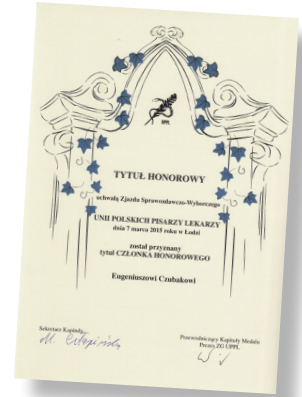 UPPL
TYTUŁ HONOROWY
uchwałą Zjazdu Sprawozdawczo-Wyborczego
UNII POLSKICH PISARZY LEKARZY
dnia 7 marca 2015 roku w Łodzi
został przyznany
tytuł CZŁONKA HONOROWEGO
Eugeniuszowi Czubakowi
Sekretarz Kapituły
Przewodniczący Kapituły Medalu
Prezes ZG UPPL